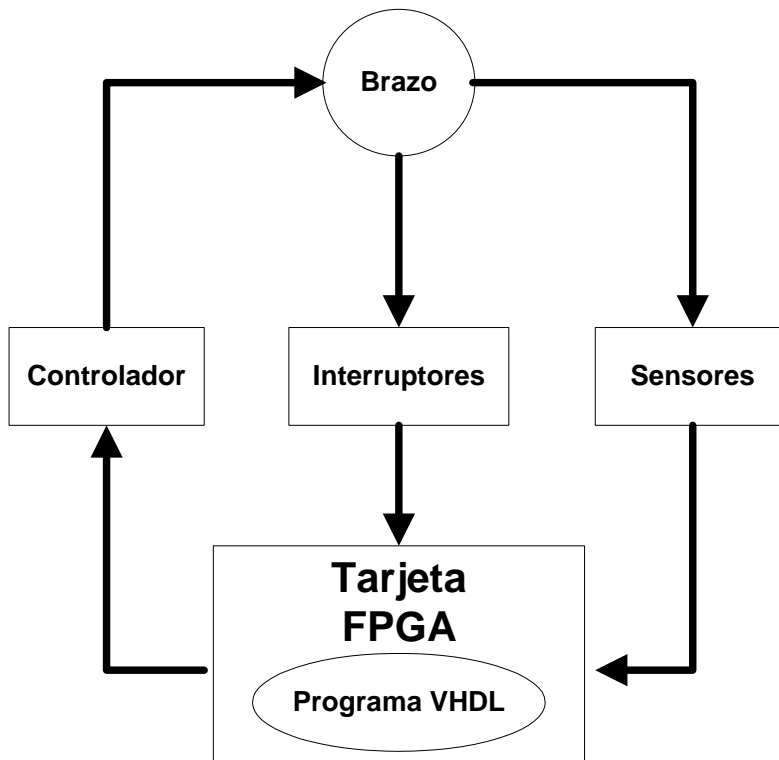 Brazo
Controlador
Interruptores
Sensores
Tarjeta
FPGA
Programa VHDL